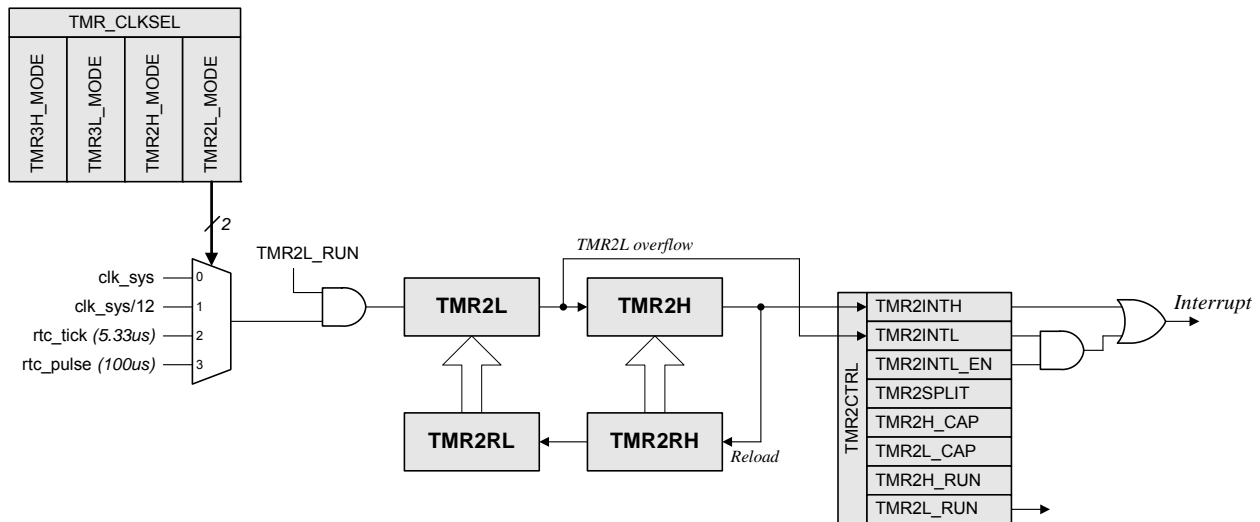 TMR_CLKSEL
TMR3H_MODE
TMR3L_MODE
TMR2H_MODE
TMR2L_MODE
2
TMR2L_RUN
clk_sys
0
clk_sys/12
1
rtc_tick (5.33us)
2
rtc_pulse (100us)
3
TMR2L overflow
TMR2L
TMR2H
TMR2RL
TMR2RH
Reload
TMR2CTRL
TMR2INTH
TMR2INTL
TMR2INTL_EN
TMR2SPLIT
TMR2H_CAP
TMR2L_CAP
TMR2H_RUN
TMR2L_RUN
Interrupt